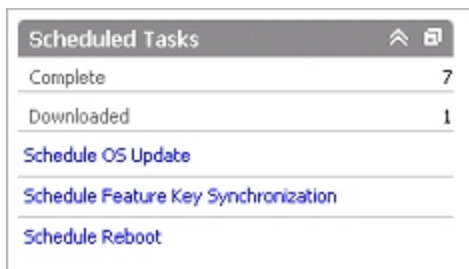 Scheduled Tasks
Complete 7
Downloaded 1
Schedule OS Update
Schedule Feature Key Synchronization
Schedule Reboot